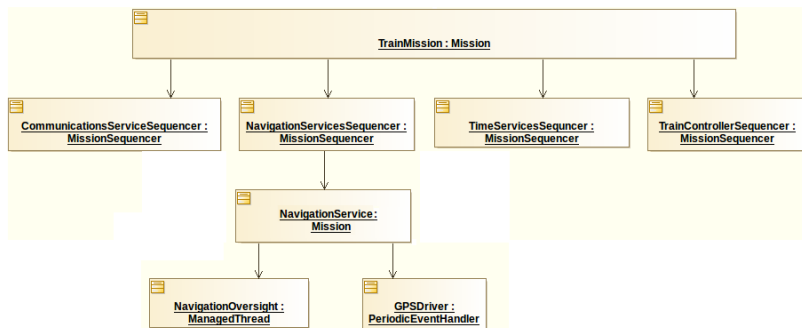 TrainMission : Mission
CommunicationsServiceSequencer :
MissionSequencer
NavigationServicesSequencer :
MissionSequencer
TimeServicesSequncer :
MissionSequencer
TrainControllerSequencer :
MissionSequencer
NavigationService:
Mission
NavigationOversight :
ManagedThread
GPSDriver :
PeriodicEventHandler